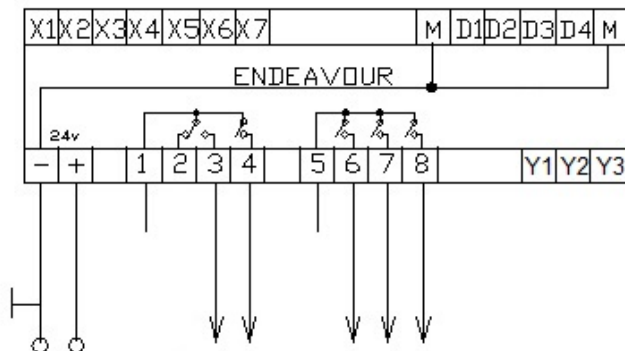 X1 X2 X3 X4 X5 X6 X7 M D1 D2 D3 D4 M
ENDEAVOUR
24v
- + 1 2 3 4 5 6 7 8 Y1 Y2 Y3